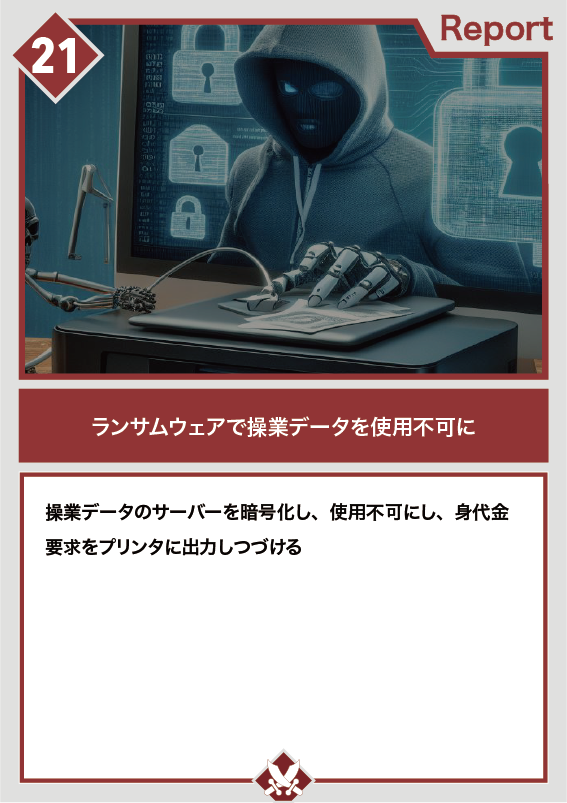 21
Report
ランサムウェアで操業データを使用不可に
操業データのサーバーを暗号化し、使用不可にし、身代金
要求をプリンタに出力しつづける